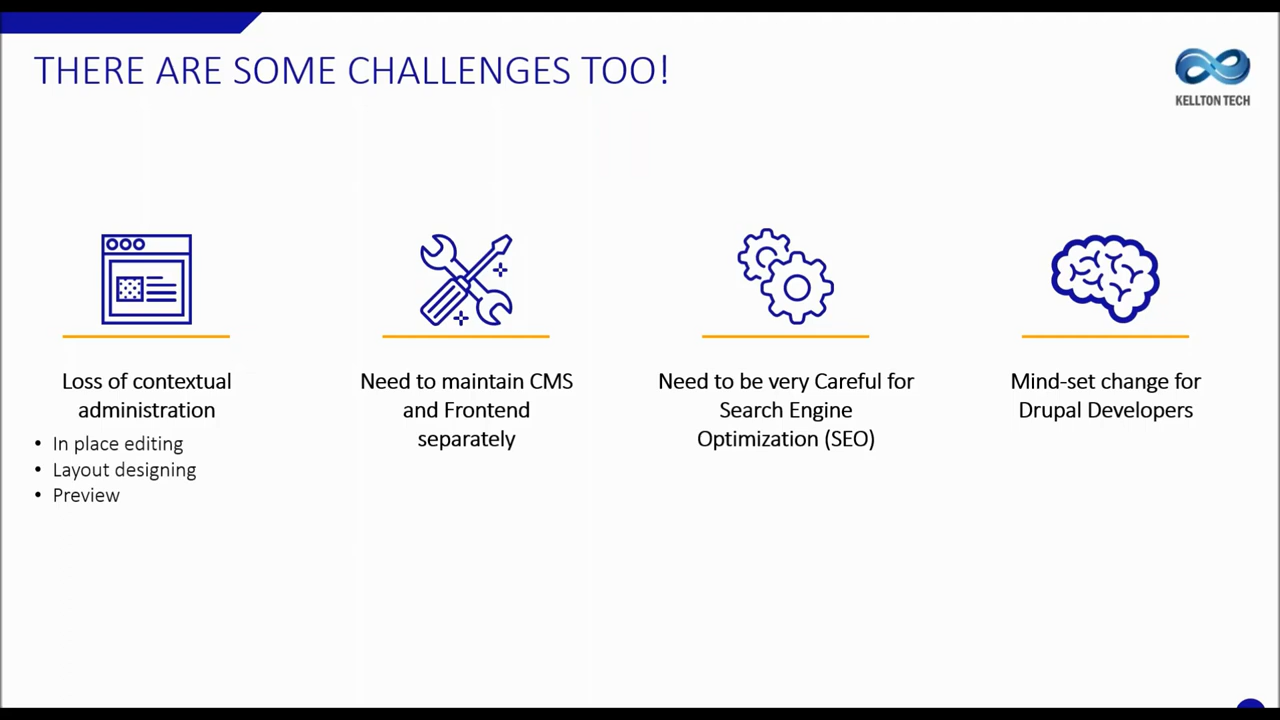 THERE ARE SOME CHALLENGES TOO!
KELLTON TECH
Loss of contextual
administration
• In place editing
• Layout designing
• Preview
Need to maintain CMS
and Frontend
separately
Need to be very Careful for
Search Engine
Optimization (SEO)
Mind-set change for
Drupal Developers